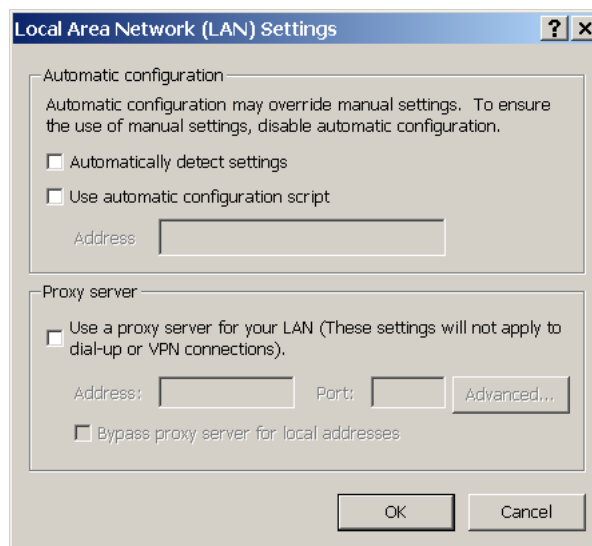 Local Area Network (LAN) Settings
Automatic configuration
Automatic configuration may override manual settings. To ensure
the use of manual settings, disable automatic configuration.
Automatically detect settings
Use automatic configuration script
Address
Proxy server
Use a proxy server for your LAN (These settings will not apply to
dial-up or VPN connections).
Address: Port: Advanced...
Bypass proxy server for local addresses
OK Cancel